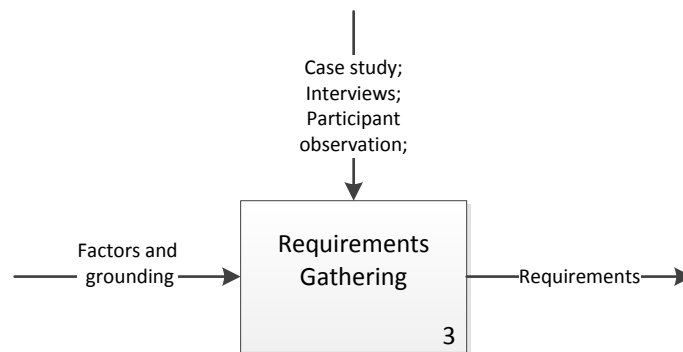 Case study;
Interviews;
Participant
observation;
Factors and
grounding
Requirements
Gathering
3
Requirements